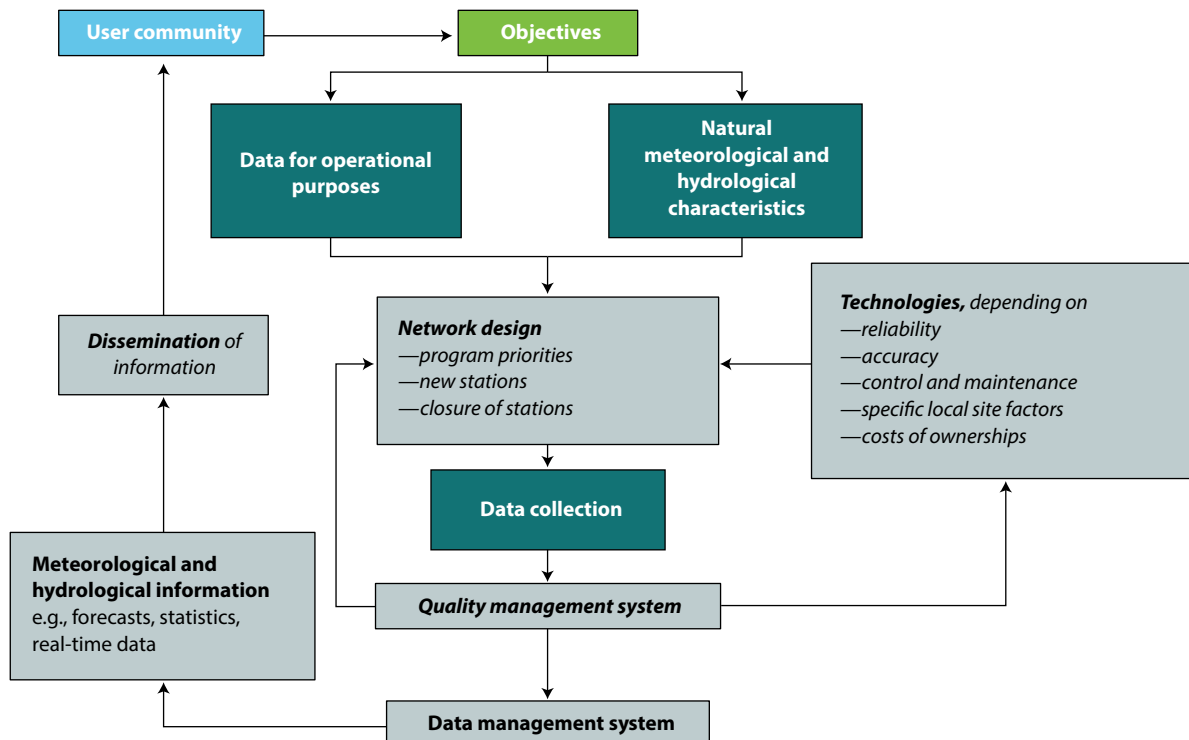 User community
Objectives
Data for operational
purposes
Natural
meteorological and
hydrological
characteristics
Network design
—program priorities
—new stations
—closure of stations
Technologies, depending on
—reliability
—accuracy
—control and maintenance
—specific local site factors
—costs of ownerships
Dissemination of
information
Data collection
Meteorological and
hydrological information
e.g., forecasts, statistics,
real-time data
Quality management system
Data management system